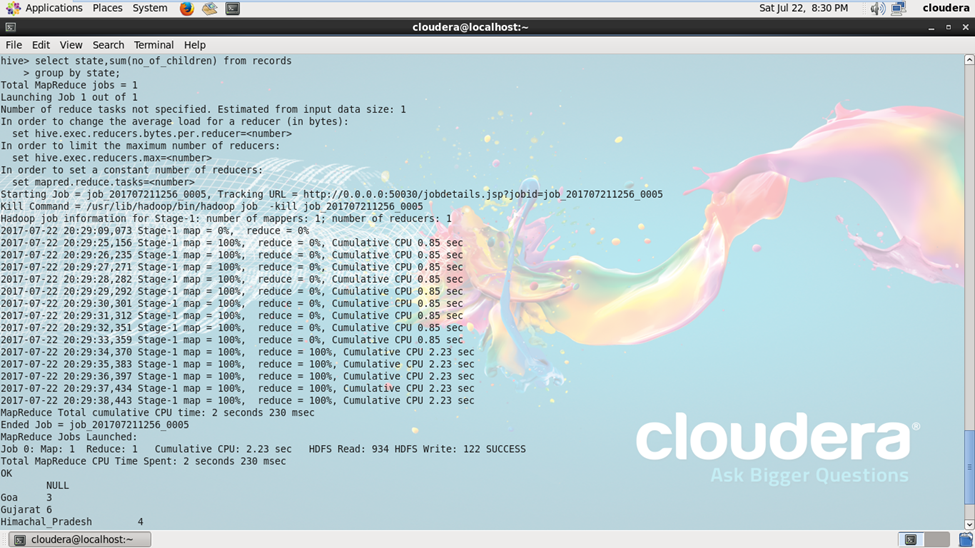 Applications Places System Sat Jul 22, 8:30 PM cloudera
cloudera@localhost:~
File Edit View Search Terminal Help
hive> select state,sum(no_of_children) from records
    > group by state;
Total MapReduce jobs = 1
Launching Job 1 out of 1
Number of reduce tasks not specified. Estimated from input data size: 1
In order to change the average load for a reducer (in bytes):
  set hive.exec.reducers.bytes.per.reducer=<number>
In order to limit the maximum number of reducers:
  set hive.exec.reducers.max=<number>
In order to set a constant number of reducers:
  set mapred.reduce.tasks=<number>
Starting Job = job_201707211256_0005, Tracking URL = http://0.0.0.0:50030/jobdetails.jsp?jobid=job_201707211256_0005
Kill Command = /usr/lib/hadoop/bin/hadoop job  -kill job_201707211256_0005
Hadoop job information for Stage-1: number of mappers: 1; number of reducers: 1
2017-07-22 20:29:09,073 Stage-1 map = 0%,  reduce = 0%
2017-07-22 20:29:25,156 Stage-1 map = 100%,  reduce = 0%, Cumulative CPU 0.85 sec
2017-07-22 20:29:26,235 Stage-1 map = 100%,  reduce = 0%, Cumulative CPU 0.85 sec
2017-07-22 20:29:27,271 Stage-1 map = 100%,  reduce = 0%, Cumulative CPU 0.85 sec
2017-07-22 20:29:28,282 Stage-1 map = 100%,  reduce = 0%, Cumulative CPU 0.85 sec
2017-07-22 20:29:29,292 Stage-1 map = 100%,  reduce = 0%, Cumulative CPU 0.85 sec
2017-07-22 20:29:30,301 Stage-1 map = 100%,  reduce = 0%, Cumulative CPU 0.85 sec
2017-07-22 20:29:31,312 Stage-1 map = 100%,  reduce = 0%, Cumulative CPU 0.85 sec
2017-07-22 20:29:32,351 Stage-1 map = 100%,  reduce = 0%, Cumulative CPU 0.85 sec
2017-07-22 20:29:33,359 Stage-1 map = 100%,  reduce = 0%, Cumulative CPU 0.85 sec
2017-07-22 20:29:34,370 Stage-1 map = 100%,  reduce = 100%, Cumulative CPU 2.23 sec
2017-07-22 20:29:35,383 Stage-1 map = 100%,  reduce = 100%, Cumulative CPU 2.23 sec
2017-07-22 20:29:36,397 Stage-1 map = 100%,  reduce = 100%, Cumulative CPU 2.23 sec
2017-07-22 20:29:37,434 Stage-1 map = 100%,  reduce = 100%, Cumulative CPU 2.23 sec
2017-07-22 20:29:38,443 Stage-1 map = 100%,  reduce = 100%, Cumulative CPU 2.23 sec
MapReduce Total cumulative CPU time: 2 seconds 230 msec
Ended Job = job_201707211256_0005
MapReduce Jobs Launched:
Job 0: Map: 1  Reduce: 1   Cumulative CPU: 2.23 sec   HDFS Read: 934 HDFS Write: 122 SUCCESS
Total MapReduce CPU Time Spent: 2 seconds 230 msec
OK
        NULL
Goa     3
Gujarat 6
Himachal_Pradesh        4
cloudera®
Ask Bigger Questions
cloudera@localhost:~